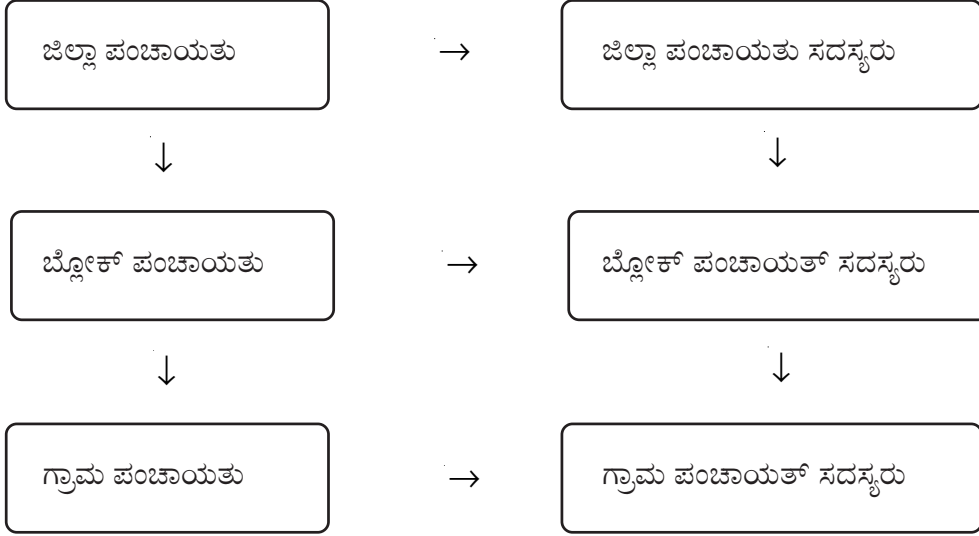 ಜಿಲ್ಲಾ ಪಂಚಾಯತು → ಜಿಲ್ಲಾ ಪಂಚಾಯತು ಸದಸ್ಯರು
↓ ↓
ಬ್ಲೋಕ್ ಪಂಚಾಯತು → ಬ್ಲೋಕ್ ಪಂಚಾಯತ್ ಸದಸ್ಯರು
↓ ↓
ಗ್ರಾಮ ಪಂಚಾಯತು → ಗ್ರಾಮ ಪಂಚಾಯತ್ ಸದಸ್ಯರು